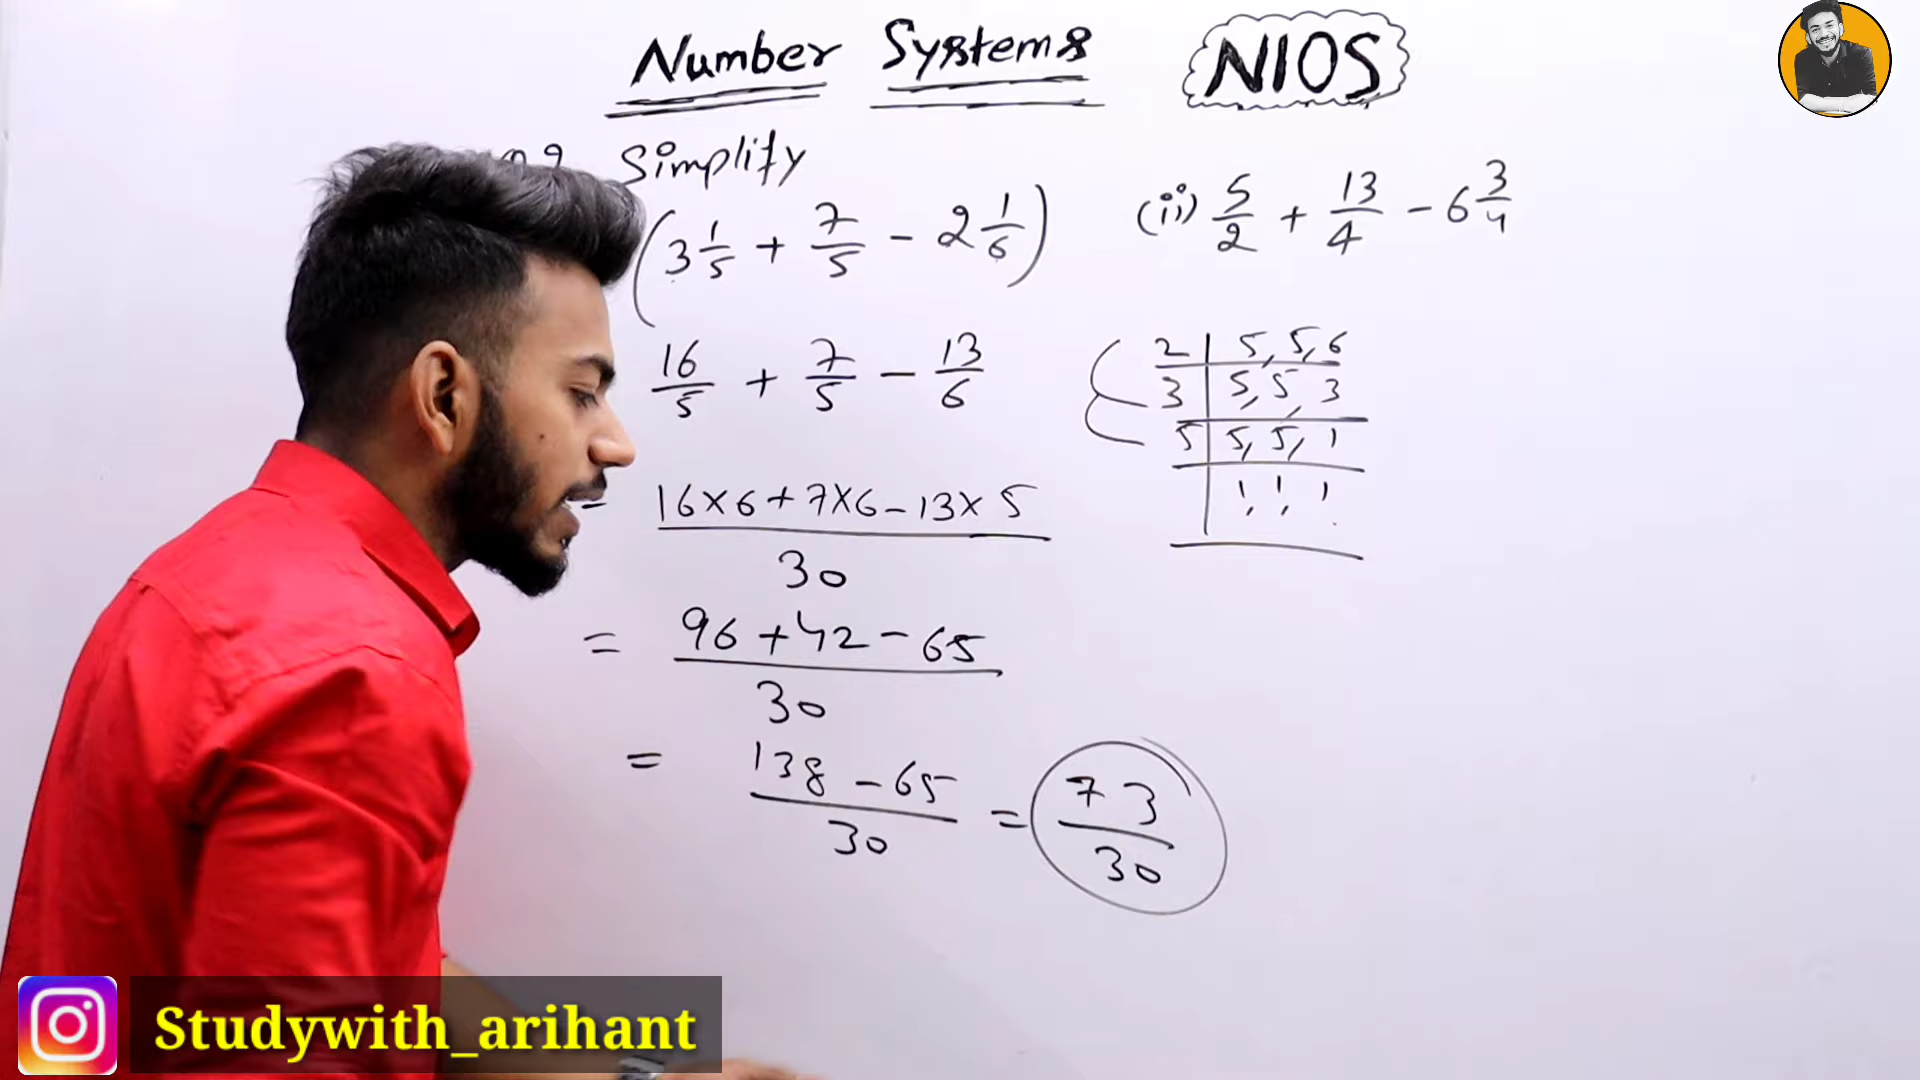 Number Systems NIOS
Simplify
(3 1/5 + 7/5 - 2 1/6)
(ii) 5/2 + 13/4 - 6 3/4
16/5 + 7/5 - 13/6
2 | 5, 5, 6
3 | 5, 5, 3
5 | 5, 5, 1
| 1, 1, 1
= 16×6+7×6-13×5
30
= 96+42-65
30
= 138-65
30
= 73
30
Studywith_arihant